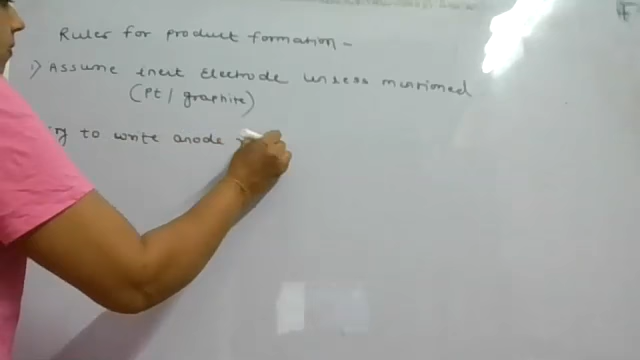 Rules for product formation -
1) Assume inert Electrode unless mentioned
(Pt / graphite)
to write anode